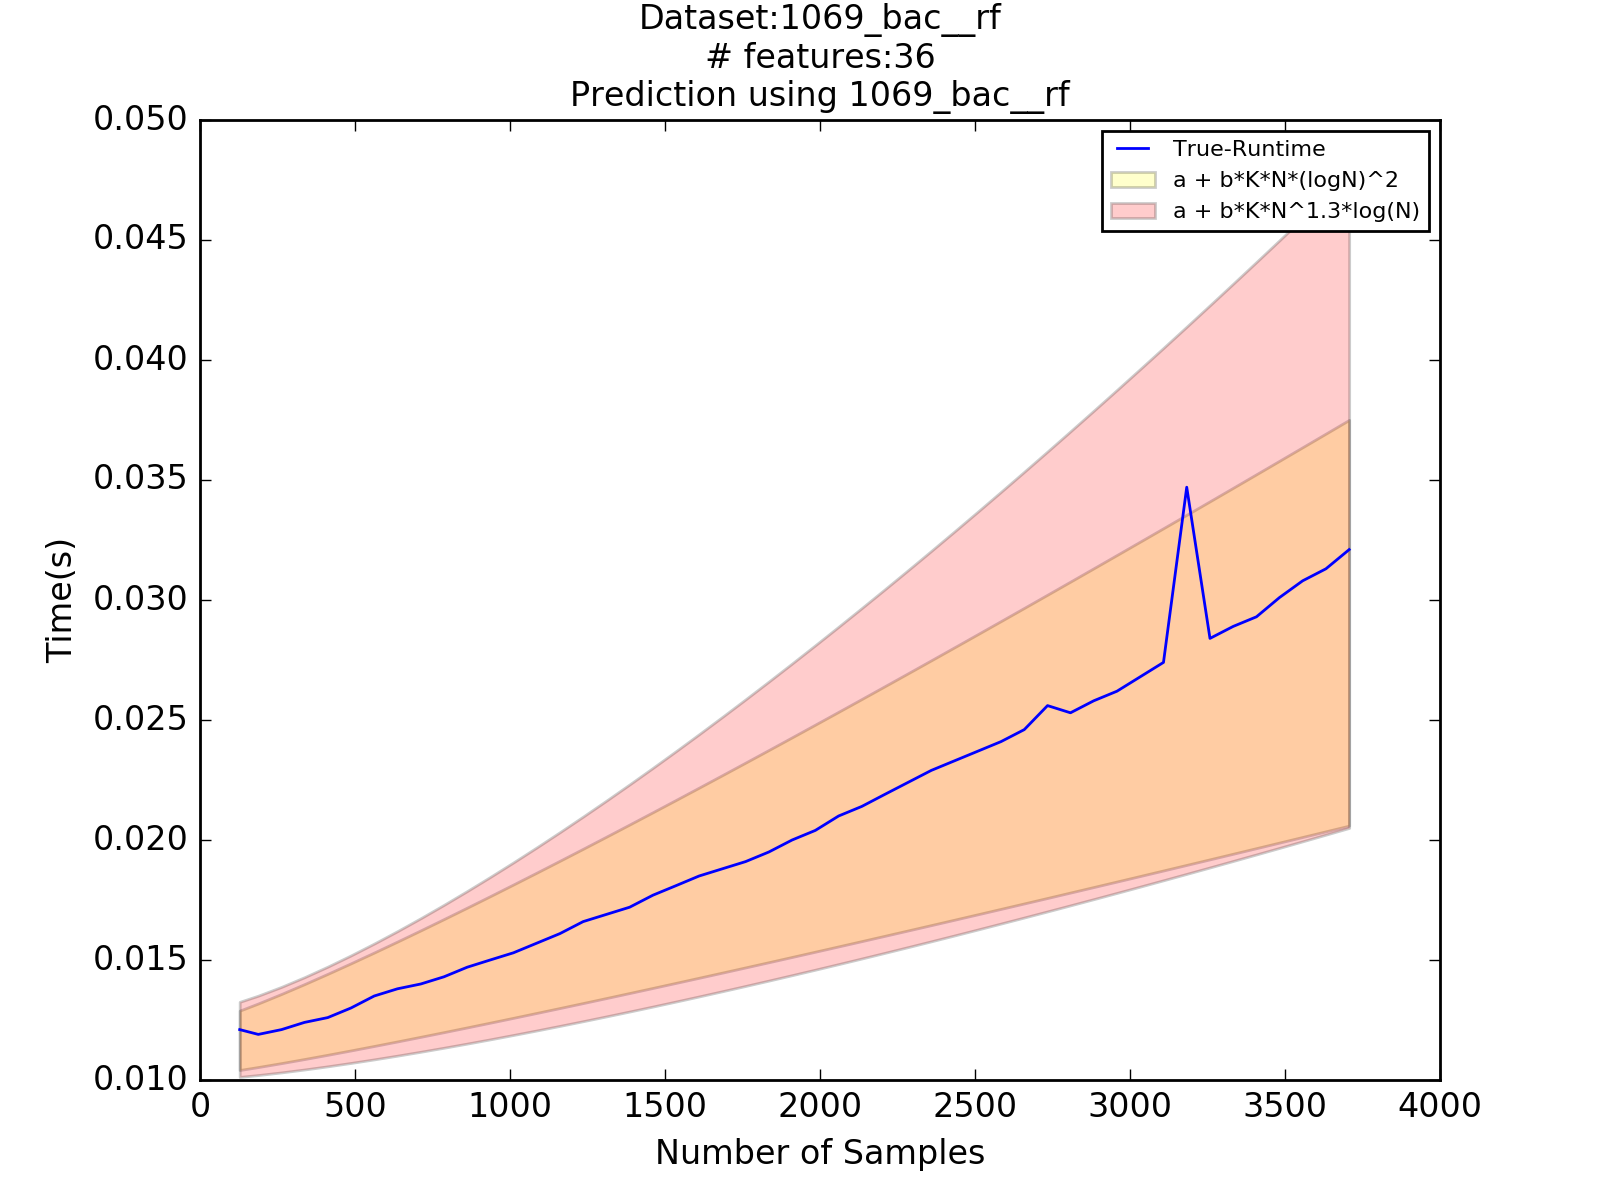 Dataset:1069_bac__rf
# features:36
Prediction using 1069_bac__rf
True-Runtime
a + b*K*N*(logN)^2
a + b*K*N^1.3*log(N)
0.050
0.045
0.040
0.035
0.030
0.025
0.020
0.015
0.010
Time(s)
0 500 1000 1500 2000 2500 3000 3500 4000
Number of Samples